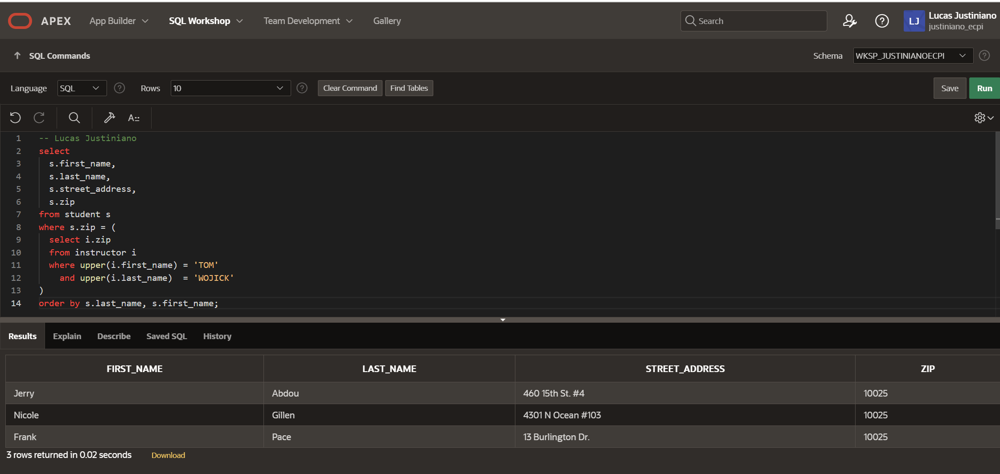 APEX App Builder SQL Workshop Team Development Gallery Search LJ Lucas Justiniano
justiniano_ecpi
SQL Commands Schema WKSP_JUSTINIANOECPI ?
Language SQL ? Rows 10 ? Clear Command Find Tables Save Run
A::
1 -- Lucas Justiniano
2 select
3 s.first_name,
4 s.last_name,
5 s.street_address,
6 s.zip
7 from student s
8 where s.zip = (
9 select i.zip
10 from instructor i
11 where upper(i.first_name) = 'TOM'
12 and upper(i.last_name)  = 'WOJICK'
13 )
14 order by s.last_name, s.first_name;
Results Explain Describe Saved SQL History
FIRST_NAME LAST_NAME STREET_ADDRESS ZIP
Jerry Abdou 460 15th St. #4 10025
Nicole Gillen 4301 N Ocean #103 10025
Frank Pace 13 Burlington Dr. 10025
3 rows returned in 0.02 seconds Download